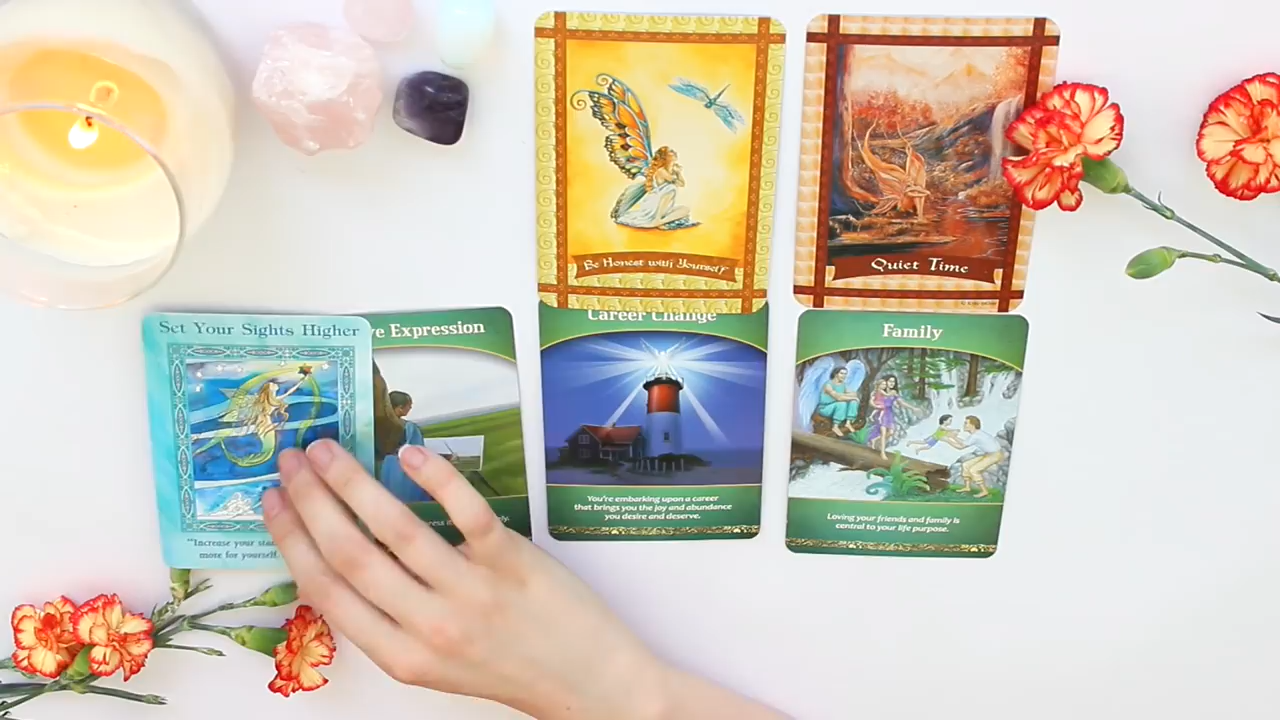 Be Honest with Yourself
Quiet Time
Set Your Sights Higher
"Increase your
more for yourself.
Expression
Career Change
You're embarking upon a career
that brings you the joy and abundance
you desire and deserve.
Family
Loving your friends and family is
central to your life purpose.